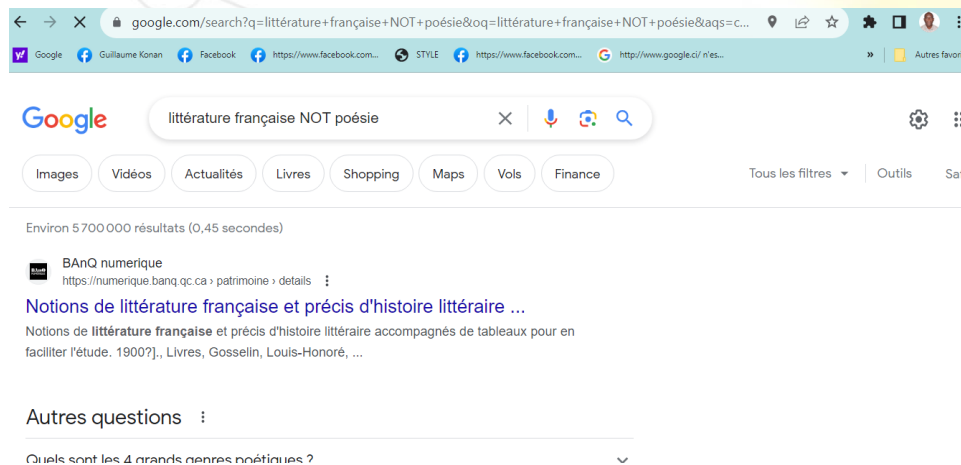 google.com/search?q=littérature+française+NOT+poésie&oq=littérature+française+NOT+poésie&aqs=c...
Google Guillaume Konan Facebook https://www.facebook.com... STYLE https://www.facebook.com... http://www.google.ci/ n'es... » Autres favori
Google littérature française NOT poésie
Images Vidéos Actualités Livres Shopping Maps Vols Finance Tous les filtres Outils
Environ 5 700 000 résultats (0,45 secondes)
BAnQ numerique
https://numerique.banq.qc.ca › patrimoine › details
Notions de littérature française et précis d'histoire littéraire ...
Notions de littérature française et précis d'histoire littéraire accompagnés de tableaux pour en
faciliter l'étude. 1900?]., Livres, Gosselin, Louis-Honoré, ...
Autres questions
Quels sont les 4 grands genres poétiques ?